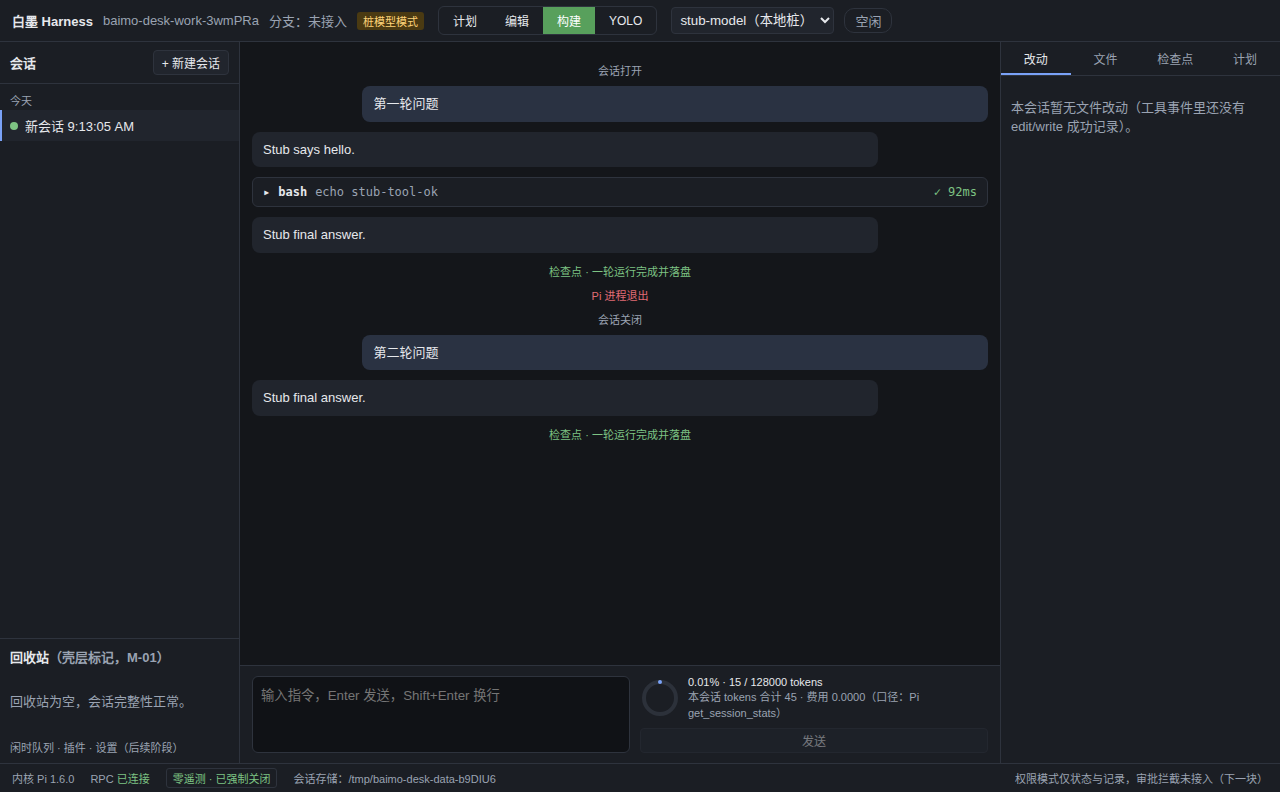 白墨 Harness baimo-desk-work-3wmPRa 分支：未接入 桩模型模式 计划 编辑 构建 YOLO stub-model（本地桩） 空闲
会话 + 新建会话
今天
新会话 9:13:05 AM
回收站（壳层标记，M-01）
回收站为空，会话完整性正常。
闲时队列 · 插件 · 设置（后续阶段）
会话打开
第一轮问题
Stub says hello.
▸ bash echo stub-tool-ok ✓ 92ms
Stub final answer.
检查点 · 一轮运行完成并落盘
Pi 进程退出
会话关闭
第二轮问题
Stub final answer.
检查点 · 一轮运行完成并落盘
输入指令，Enter 发送，Shift+Enter 换行
0.01% · 15 / 128000 tokens
本会话 tokens 合计 45 · 费用 0.0000（口径：Pi
get_session_stats）
发送
改动 文件 检查点 计划
本会话暂无文件改动（工具事件里还没有
edit/write 成功记录）。
内核 Pi 1.6.0 RPC 已连接 零遥测 · 已强制关闭 会话存储：/tmp/baimo-desk-data-b9DIU6 权限模式仅状态与记录，审批拦截未接入（下一块）